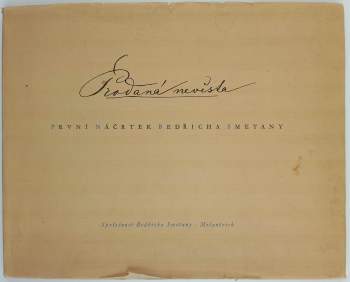 Prodaná nevěsta
PRVNÍ NÁČRTEK BEDŘICHA SMETANY
Společnost Bedřicha Smetany - Melantrich